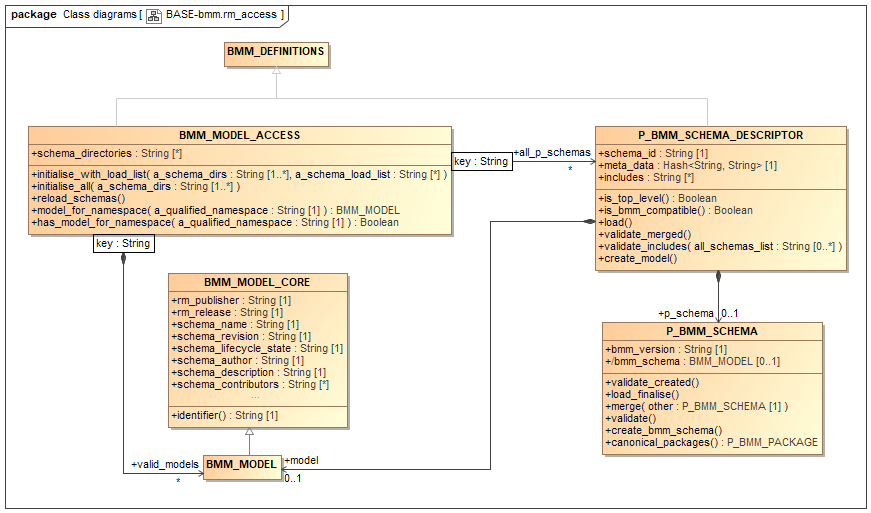 package Class diagrams [ BASE-bmm.rm_access ]
BMM_DEFINITIONS
BMM_MODEL_ACCESS
+schema_directories : String [*]
+initialise_with_load_list( a_schema_dirs : String [1..*], a_schema_load_list : String [*] )
+initialise_all( a_schema_dirs : String [1..*] )
+reload_schemas()
+model_for_namespace( a_qualified_namespace : String [1] ) : BMM_MODEL
+has_model_for_namespace( a_qualified_namespace : String [1] ) : Boolean
key : String
key : String
+all_p_schemas
*
P_BMM_SCHEMA_DESCRIPTOR
+schema_id : String [1]
+meta_data : Hash<String, String> [1]
+includes : String [*]
+is_top_level() : Boolean
+is_bmm_compatible() : Boolean
+load()
+validate_merged()
+validate_includes( all_schemas_list : String [0..*] )
+create_model()
BMM_MODEL_CORE
+rm_publisher : String [1]
+rm_release : String [1]
+schema_name : String [1]
+schema_revision : String [1]
+schema_lifecycle_state : String [1]
+schema_author : String [1]
+schema_description : String [1]
+schema_contributors : String [*]
...
+identifier() : String [1]
+p_schema 0..1
P_BMM_SCHEMA
+bmm_version : String [1]
+/bmm_schema : BMM_MODEL [0..1]
+validate_created()
+load_finalise()
+merge( other : P_BMM_SCHEMA [1] )
+validate()
+create_bmm_schema()
+canonical_packages() : P_BMM_PACKAGE
+valid_models
*
BMM_MODEL
+model
0..1